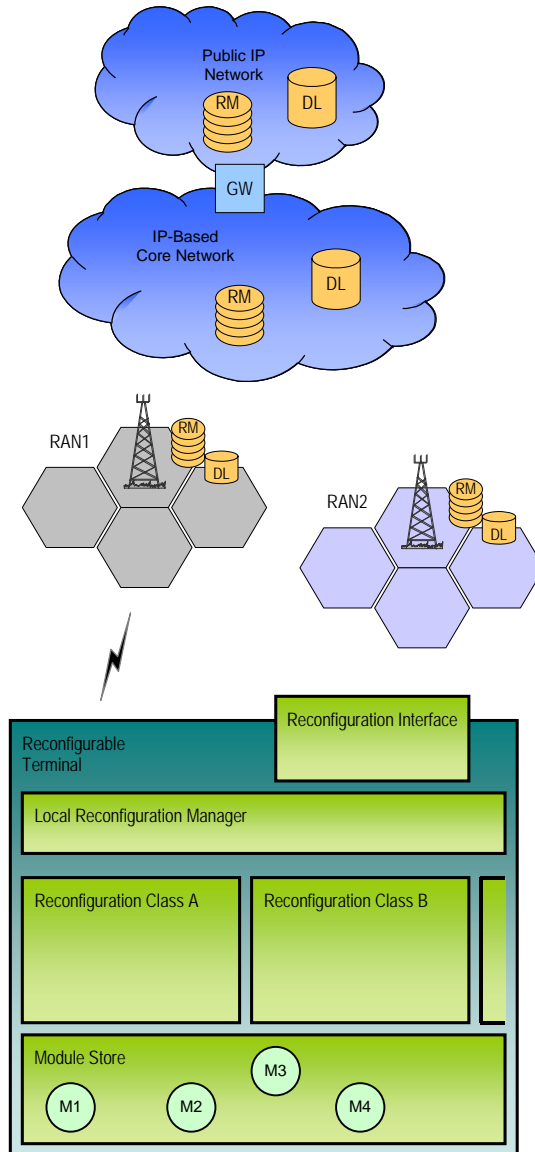 Public IP
Network
RM
DL
GW
IP-Based
Core Network
RM
DL
RAN1
RM
DL
RAN2
RM
DL
Reconfiguration Interface
Reconfigurable
Terminal
Local Reconfiguration Manager
Reconfiguration Class A
Reconfiguration Class B
Module Store
M1
M2
M3
M4